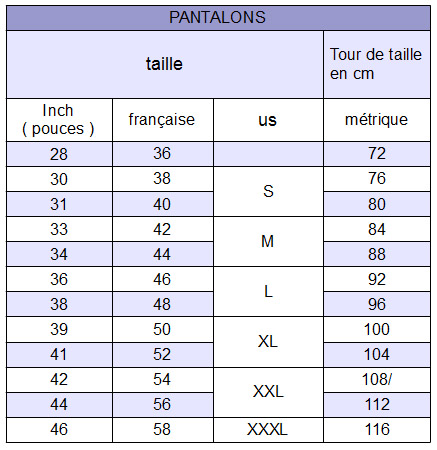 PANTALONS
taille
Tour de taille
en cm
Inch
( pouces )
française
us
métrique
28 36 72
30 38 S 76
31 40 80
33 42 M 84
34 44 88
36 46 L 92
38 48 96
39 50 XL 100
41 52 104
42 54 XXL 108/
44 56 112
46 58 XXXL 116